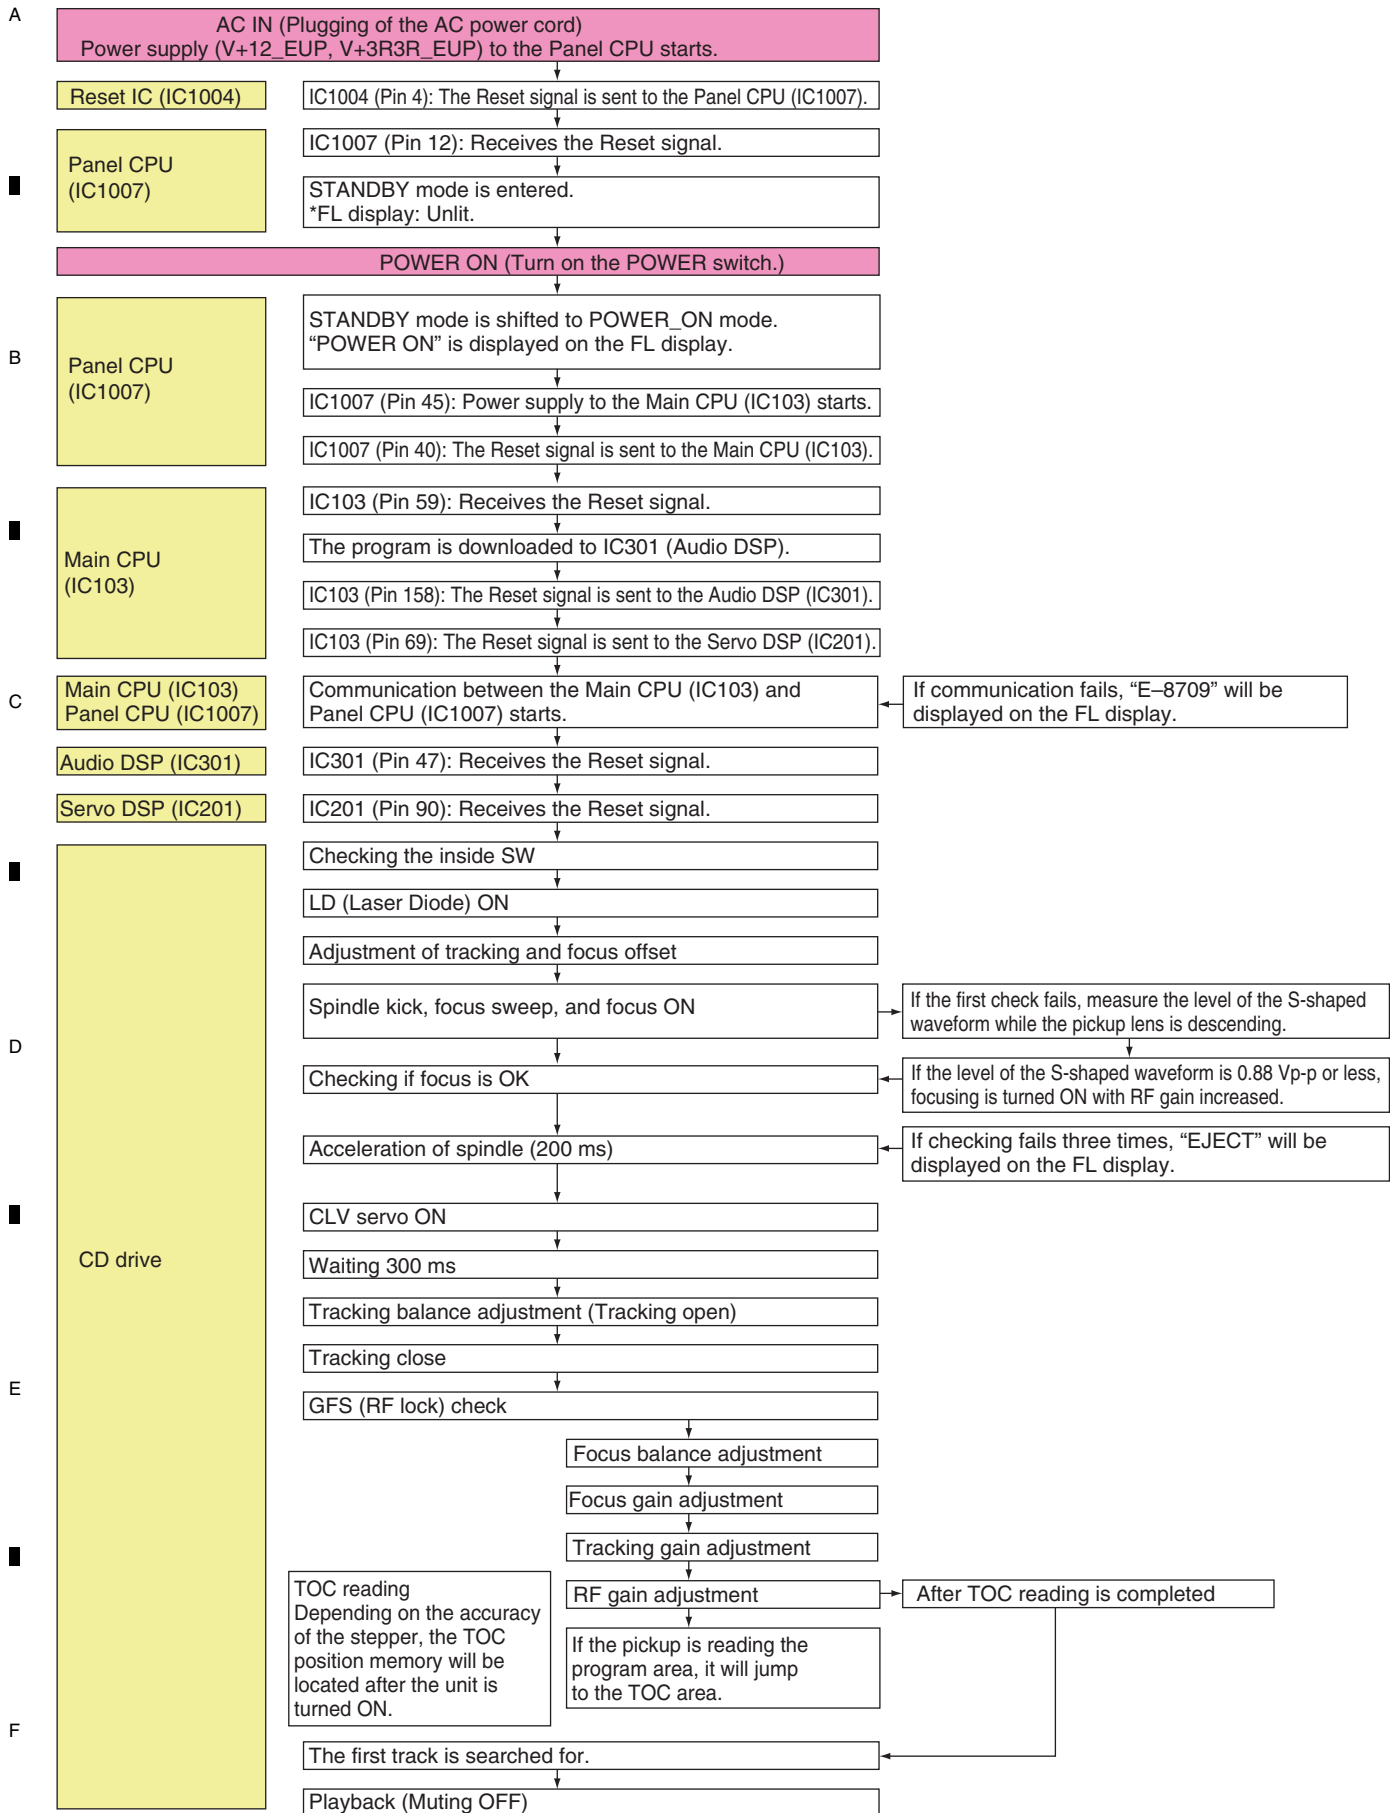 A
AC IN (Plugging of the AC power cord)
Power supply (V+12_EUP, V+3R3R_EUP) to the Panel CPU starts.
Reset IC (IC1004)
IC1004 (Pin 4): The Reset signal is sent to the Panel CPU (IC1007).
Panel CPU
(IC1007)
IC1007 (Pin 12): Receives the Reset signal.
STANDBY mode is entered.
*FL display: Unlit.
POWER ON (Turn on the POWER switch.)
B
Panel CPU
(IC1007)
STANDBY mode is shifted to POWER_ON mode.
“POWER ON” is displayed on the FL display.
IC1007 (Pin 45): Power supply to the Main CPU (IC103) starts.
IC1007 (Pin 40): The Reset signal is sent to the Main CPU (IC103).
Main CPU
(IC103)
IC103 (Pin 59): Receives the Reset signal.
The program is downloaded to IC301 (Audio DSP).
IC103 (Pin 158): The Reset signal is sent to the Audio DSP (IC301).
IC103 (Pin 69): The Reset signal is sent to the Servo DSP (IC201).
C
Main CPU (IC103)
Panel CPU (IC1007)
Communication between the Main CPU (IC103) and
Panel CPU (IC1007) starts.
If communication fails, “E–8709” will be
displayed on the FL display.
Audio DSP (IC301)
IC301 (Pin 47): Receives the Reset signal.
Servo DSP (IC201)
IC201 (Pin 90): Receives the Reset signal.
Checking the inside SW
LD (Laser Diode) ON
Adjustment of tracking and focus offset
Spindle kick, focus sweep, and focus ON
If the first check fails, measure the level of the S-shaped
waveform while the pickup lens is descending.
D
Checking if focus is OK
If the level of the S-shaped waveform is 0.88 Vp-p or less,
focusing is turned ON with RF gain increased.
Acceleration of spindle (200 ms)
If checking fails three times, “EJECT” will be
displayed on the FL display.
CLV servo ON
CD drive
Waiting 300 ms
Tracking balance adjustment (Tracking open)
Tracking close
E
GFS (RF lock) check
Focus balance adjustment
Focus gain adjustment
Tracking gain adjustment
RF gain adjustment
After TOC reading is completed
TOC reading
Depending on the accuracy
of the stepper, the TOC
position memory will be
located after the unit is
turned ON.
If the pickup is reading the
program area, it will jump
to the TOC area.
F
The first track is searched for.
Playback (Muting OFF)